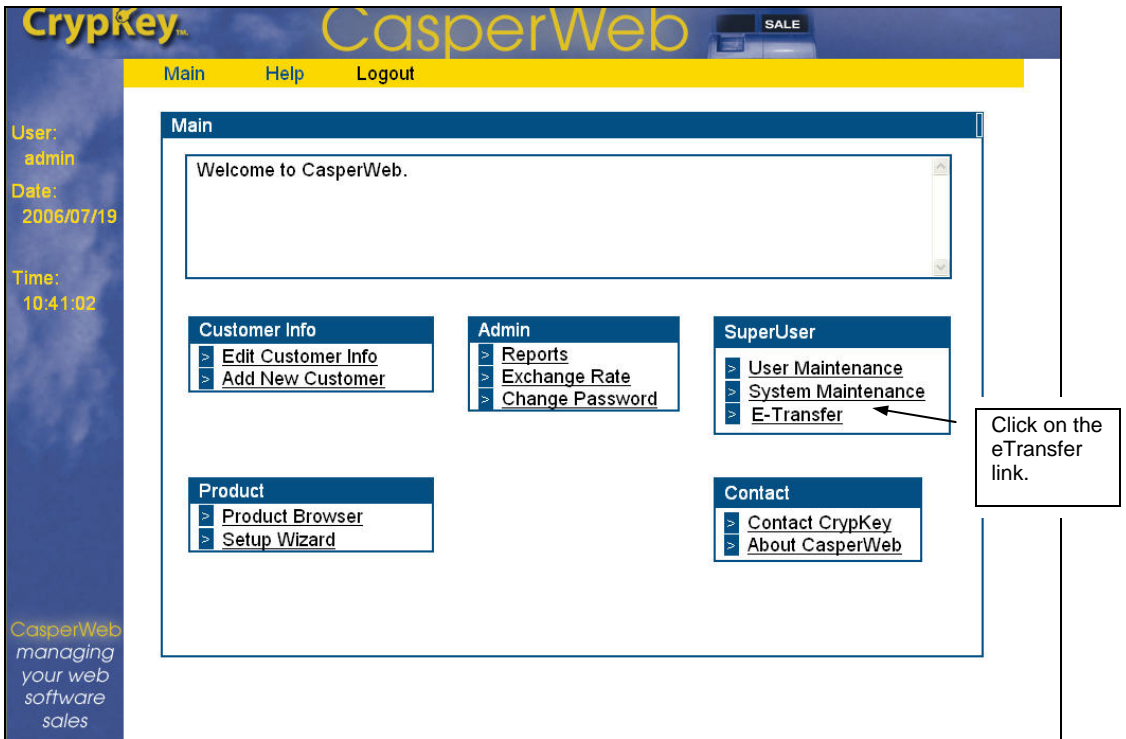 CrypKey™
CasperWeb
SALE
Main Help Logout
User:
admin
Date:
2006/07/19
Time:
10:41:02
Main
Welcome to CasperWeb.
Customer Info
> Edit Customer Info
> Add New Customer
Admin
> Reports
> Exchange Rate
> Change Password
SuperUser
> User Maintenance
> System Maintenance
> E-Transfer
Click on the
eTransfer
link.
Product
> Product Browser
> Setup Wizard
Contact
> Contact CrypKey
> About CasperWeb
CasperWeb
managing
your web
software
sales